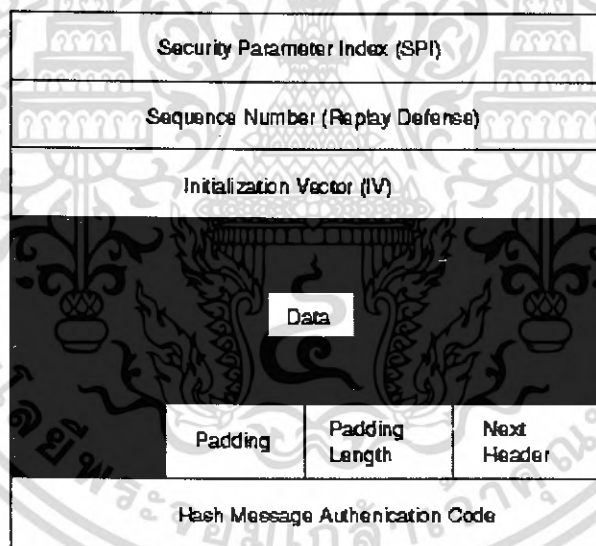 Security Parameter Index (SPI)
Sequence Number (Replay Defense)
Initialization Vector (IV)
Data
Padding
Padding
Length
Next
Header
Hash Message Authenication Code